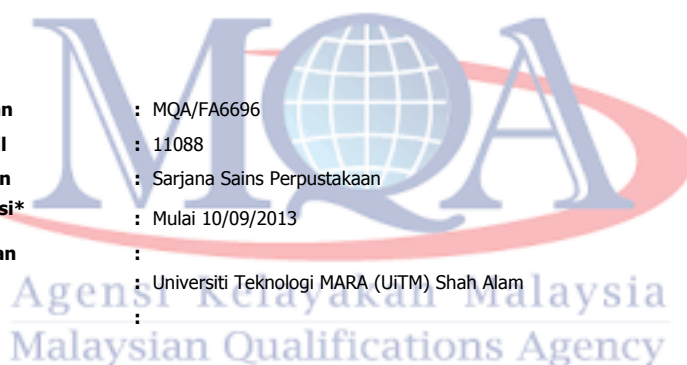 MQA
an : MQA/FA6696
l : 11088
n : Sarjana Sains Perpustakaan
si* : Mulai 10/09/2013
an :
: Universiti Teknologi MARA (UiTM) Shah Alam
:
Agensi Kelayakan Malaysia
Malaysian Qualifications Agency